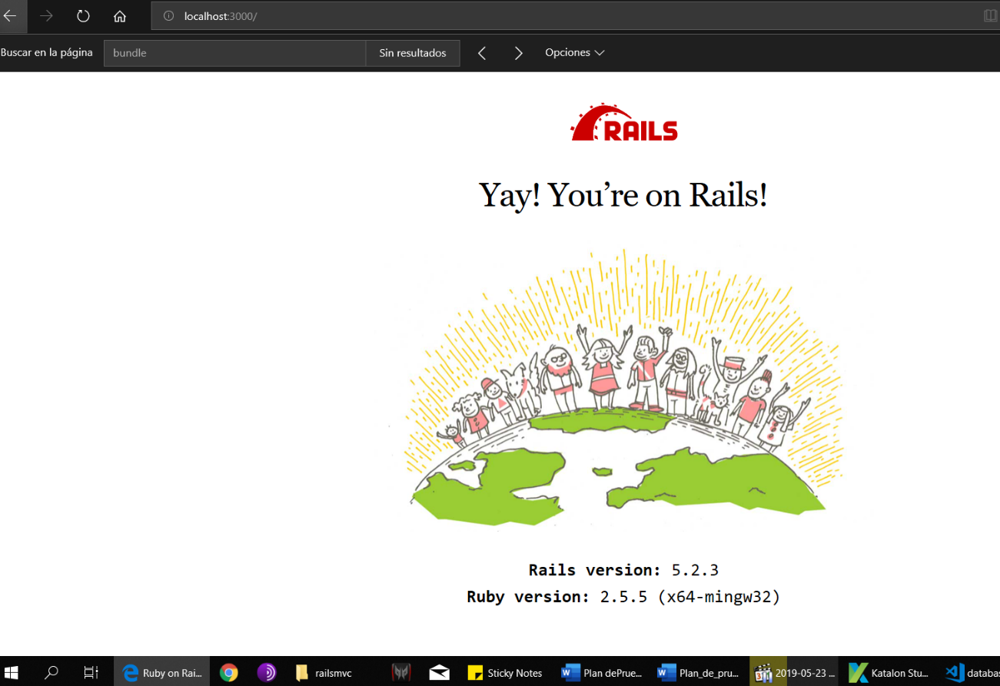 localhost:3000/
Buscar en la página
bundle
Sin resultados
Opciones
RAILS
Yay! You’re on Rails!
Rails version: 5.2.3
Ruby version: 2.5.5 (x64-mingw32)
Ruby on Rai...
railsmvc
Sticky Notes
Plan dePrue...
Plan_de_pru...
2019-05-23 ...
Katalon Stu...
databas